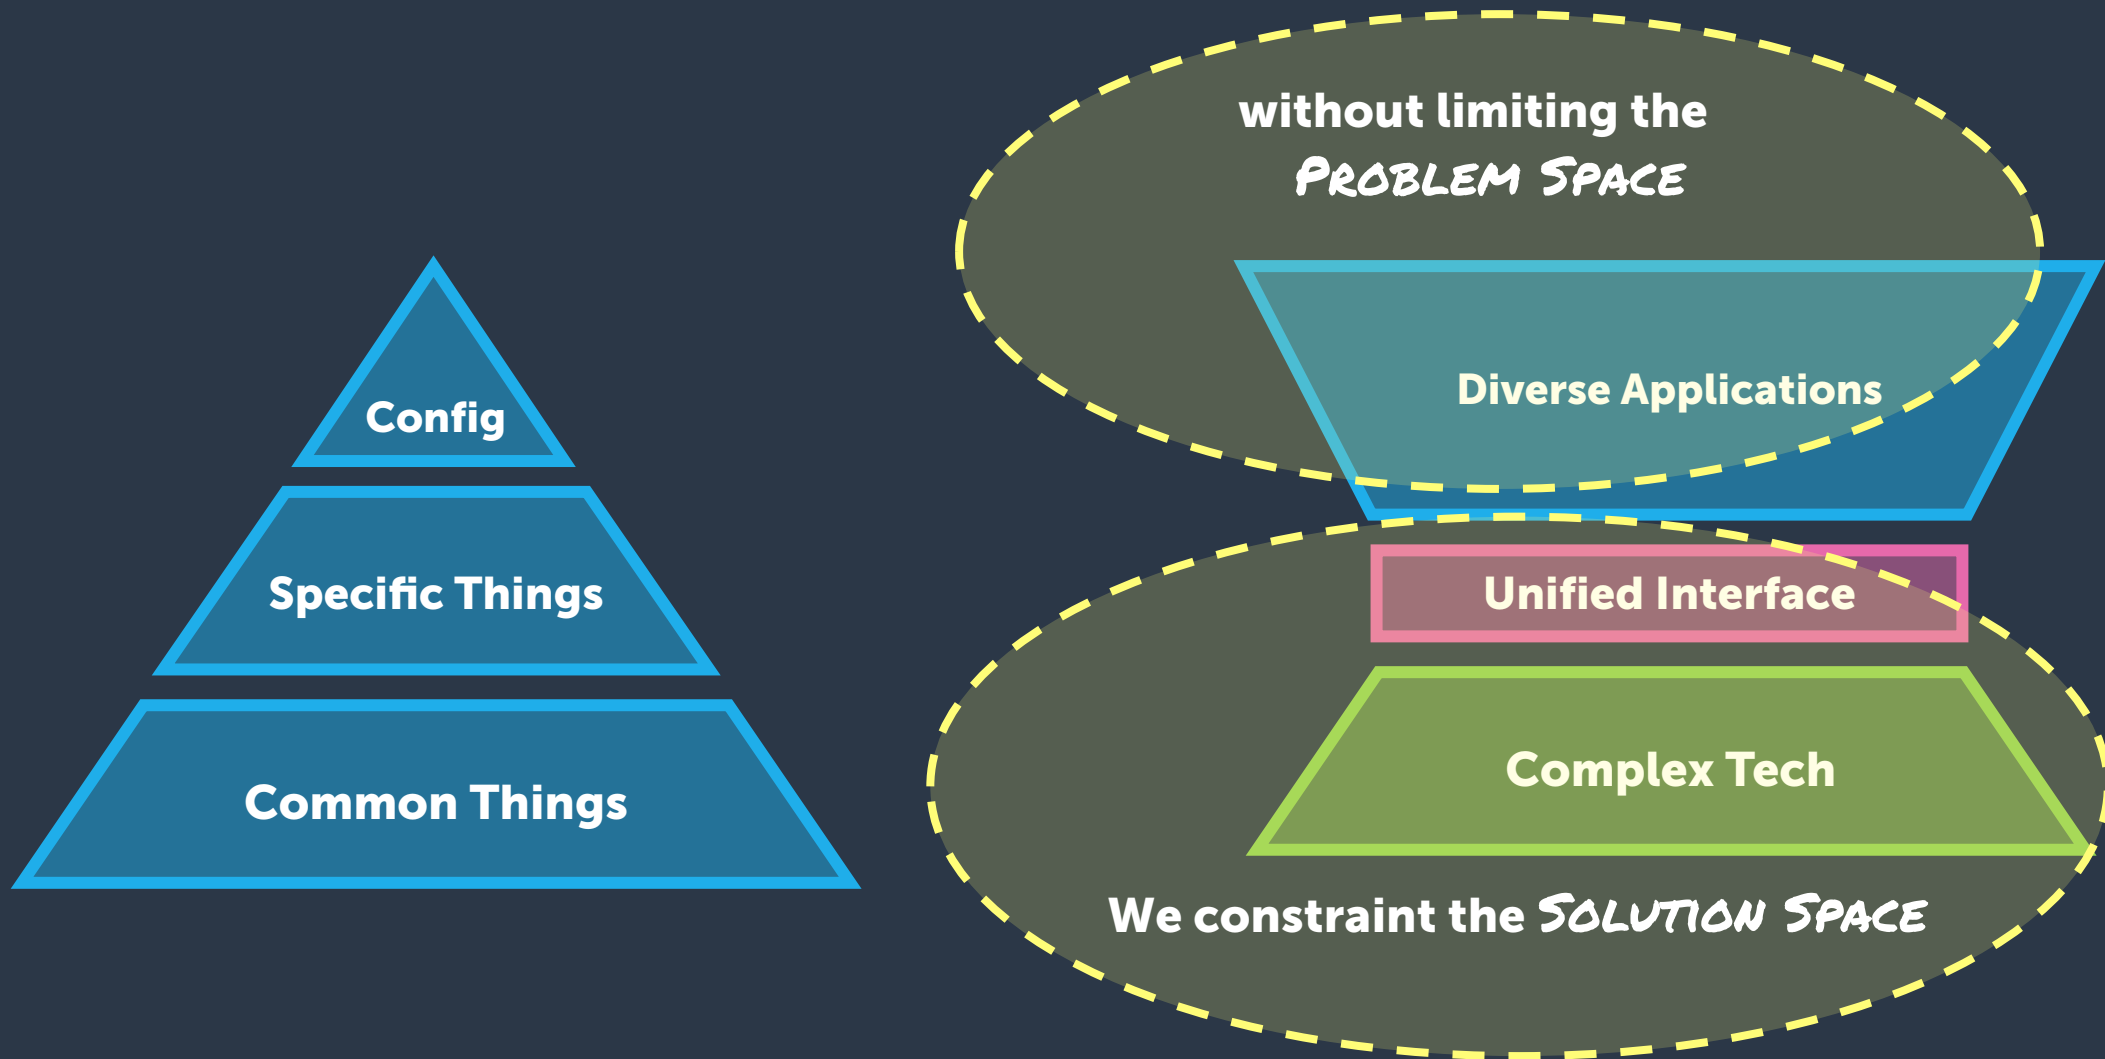 Config
Specific Things
Common Things
without limiting the
PROBLEM SPACE
Diverse Applications
Unified Interface
Complex Tech
We constraint the SOLUTION SPACE